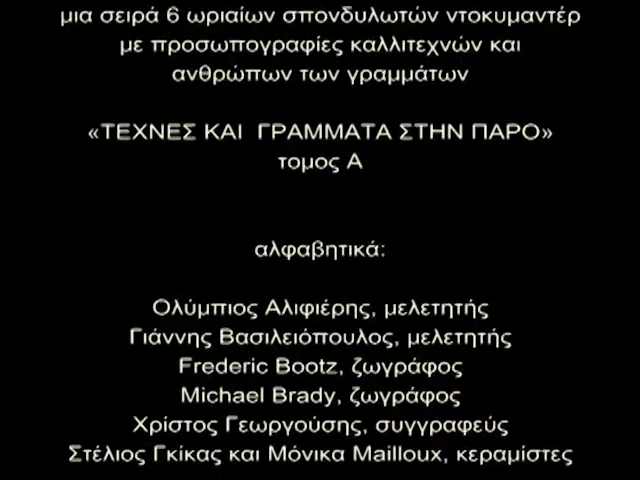 μια σειρά 6 ωριαίων σπονδυλωτών ντοκυμαντέρ
με προσωπογραφίες καλλιτεχνών και
ανθρώπων των γραμμάτων
«ΤΕΧΝΕΣ ΚΑΙ ΓΡΑΜΜΑΤΑ ΣΤΗΝ ΠΑΡΟ»
τομος Α
αλφαβητικά:
Ολύμπιος Αλιφιέρης, μελετητής
Γιάννης Βασιλειόπουλος, μελετητής
Frederic Bootz, ζωγράφος
Michael Brady, ζωγράφος
Χρίστος Γεωργούσης, συγγραφεύς
Στέλιος Γκίκας και Μόνικα Mailloux, κεραμίστες